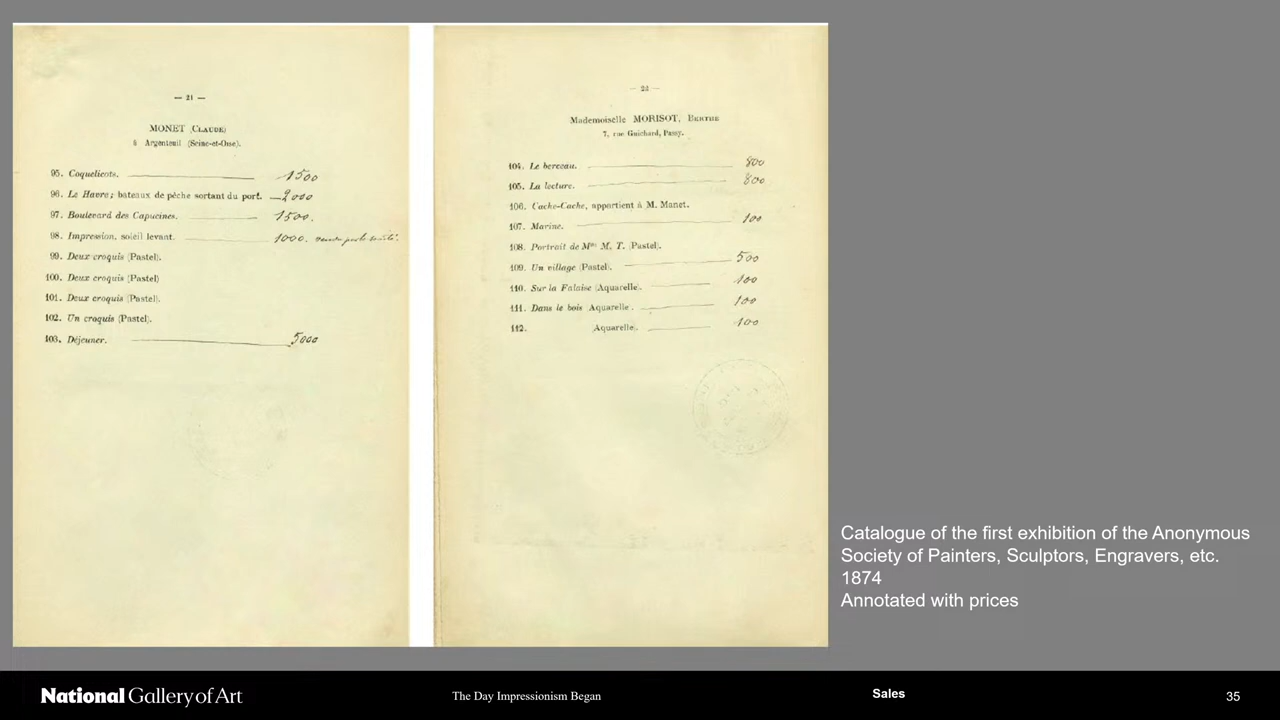 — 21 —
MONET (CLAUDE)
à Argenteuil (Seine-et-Oise).
95. Coquelicots. 1500
96. Le Havre: bateaux de pêche sortant du port. 2000
97. Boulevard des Capucines. 1500.
98. Impression, soleil levant. 1000.
99. Deux croquis (Pastel).
100. Deux croquis (Pastel)
101. Deux croquis (Pastel).
102. Un croquis (Pastel).
103. Déjeuner. 5000
— 22 —
Mademoiselle MORISOT, BERTHE
7, rue Guichard, Passy.
104. Le berceau. 800
105. La lecture. 800
106. Cache-Cache, appartient à M. Manet.
107. Marine. 100
108. Portrait de Mlle M. T. (Pastel).
109. Un village (Pastel). 500
110. Sur la Falaise (Aquarelle). 100
111. Dans le bois Aquarelle. 100
112. Aquarelle. 100
Catalogue of the first exhibition of the Anonymous
Society of Painters, Sculptors, Engravers, etc.
1874
Annotated with prices
National Gallery of Art
The Day Impressionism Began
Sales
35